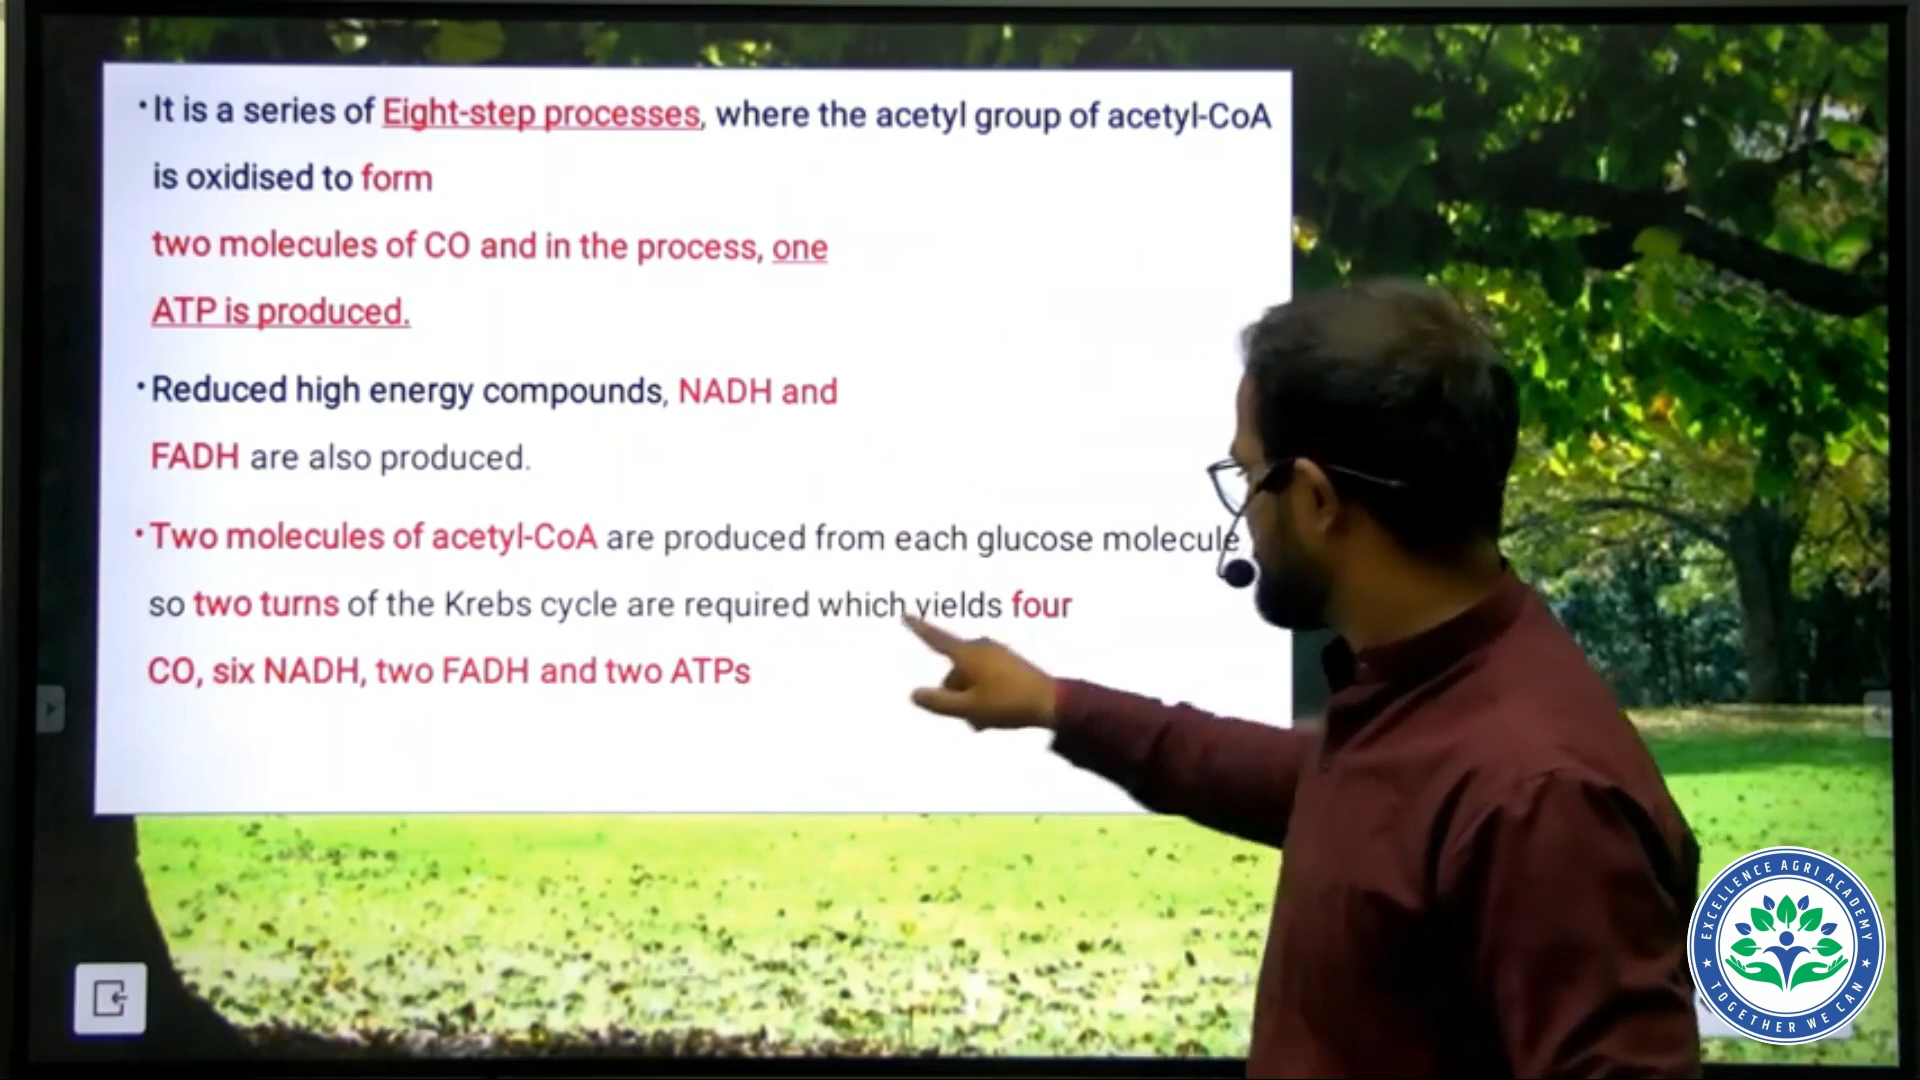 •It is a series of Eight-step processes, where the acetyl group of acetyl-CoA
is oxidised to form
two molecules of CO and in the process, one
ATP is produced.
•Reduced high energy compounds, NADH and
FADH are also produced.
•Two molecules of acetyl-CoA are produced from each glucose molecule
so two turns of the Krebs cycle are required which yields four
CO, six NADH, two FADH and two ATPs
EXCELLENCE AGRI ACADEMY
TOGETHER WE CAN